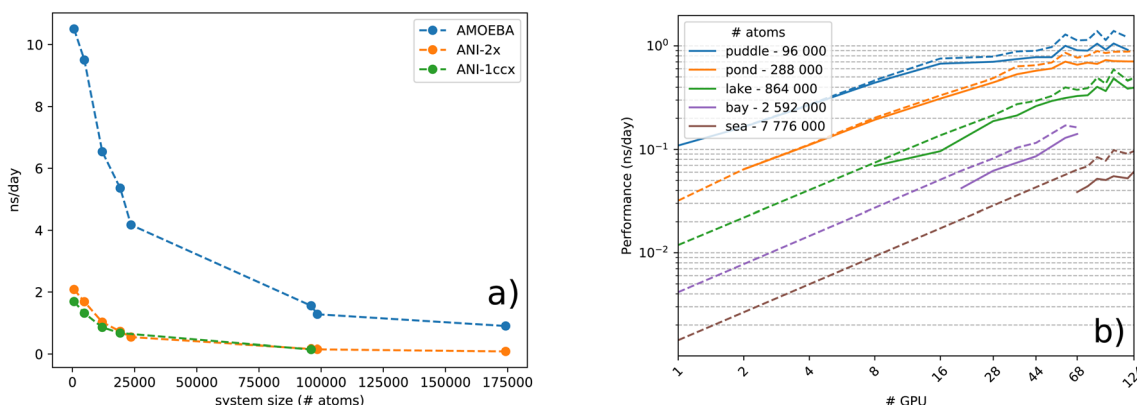 AMOEBA
ANI-2x
ANI-1ccx
10
8
6
4
2
0
ns/day
0
25000
50000
75000
100000
125000
150000
175000
system size (# atoms)
a)
# atoms
puddle - 96 000
pond - 288 000
lake - 864 000
bay - 2 592 000
sea - 7 776 000
10⁰
10⁻¹
10⁻²
Performance (ns/day)
1
2
4
8
16
28
44
68
# GPU
b)